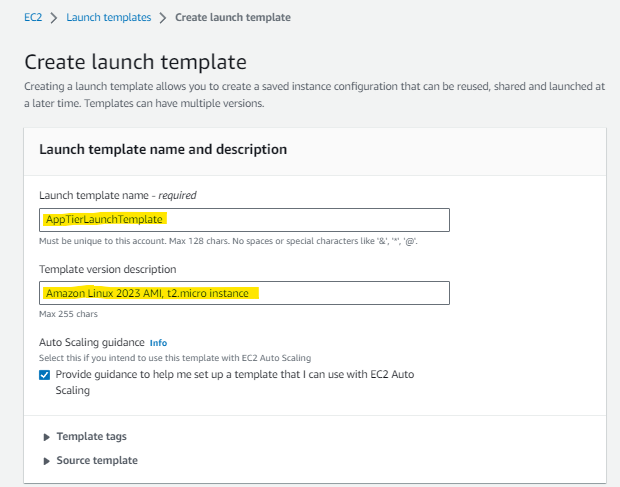 EC2 > Launch templates > Create launch template
Create launch template
Creating a launch template allows you to create a saved instance configuration that can be reused, shared and launched at
a later time. Templates can have multiple versions.
Launch template name and description
Launch template name - required
AppTierLaunchTemplate
Must be unique to this account. Max 128 chars. No spaces or special characters like '&', '*', '@'.
Template version description
Amazon Linux 2023 AMI, t2.micro instance
Max 255 chars
Auto Scaling guidance Info
Select this if you intend to use this template with EC2 Auto Scaling
Provide guidance to help me set up a template that I can use with EC2 Auto
Scaling
Template tags
Source template